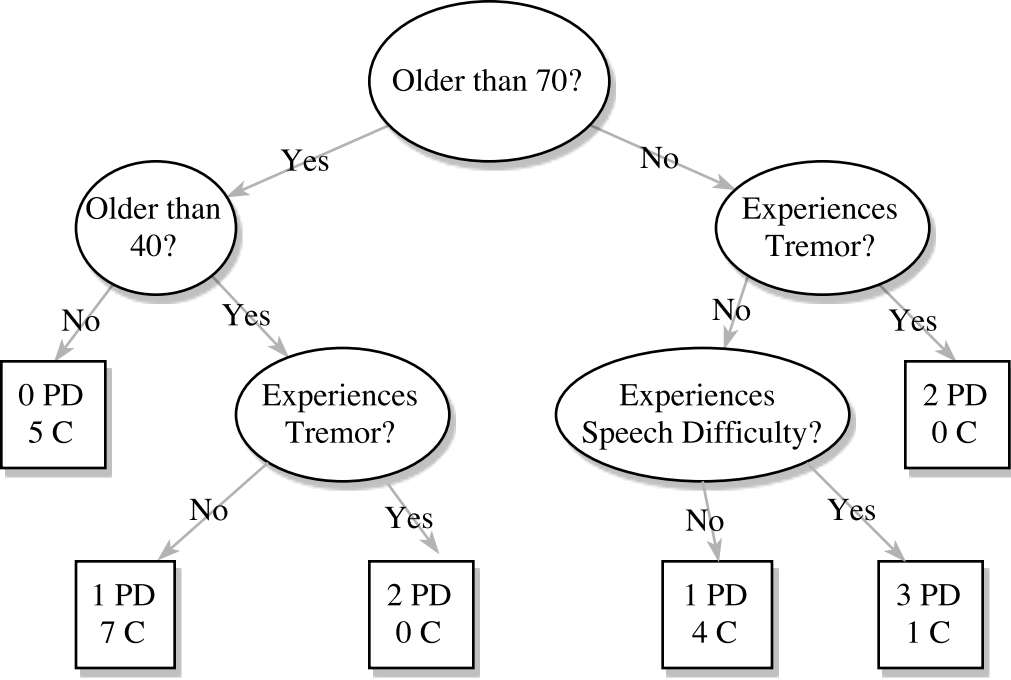 Older than 70?
Yes
No
Older than
40?
Experiences
Tremor?
No
Yes
No
Yes
0 PD
5 C
Experiences
Tremor?
Experiences
Speech Difficulty?
2 PD
0 C
No
Yes
No
Yes
1 PD
7 C
2 PD
0 C
1 PD
4 C
3 PD
1 C